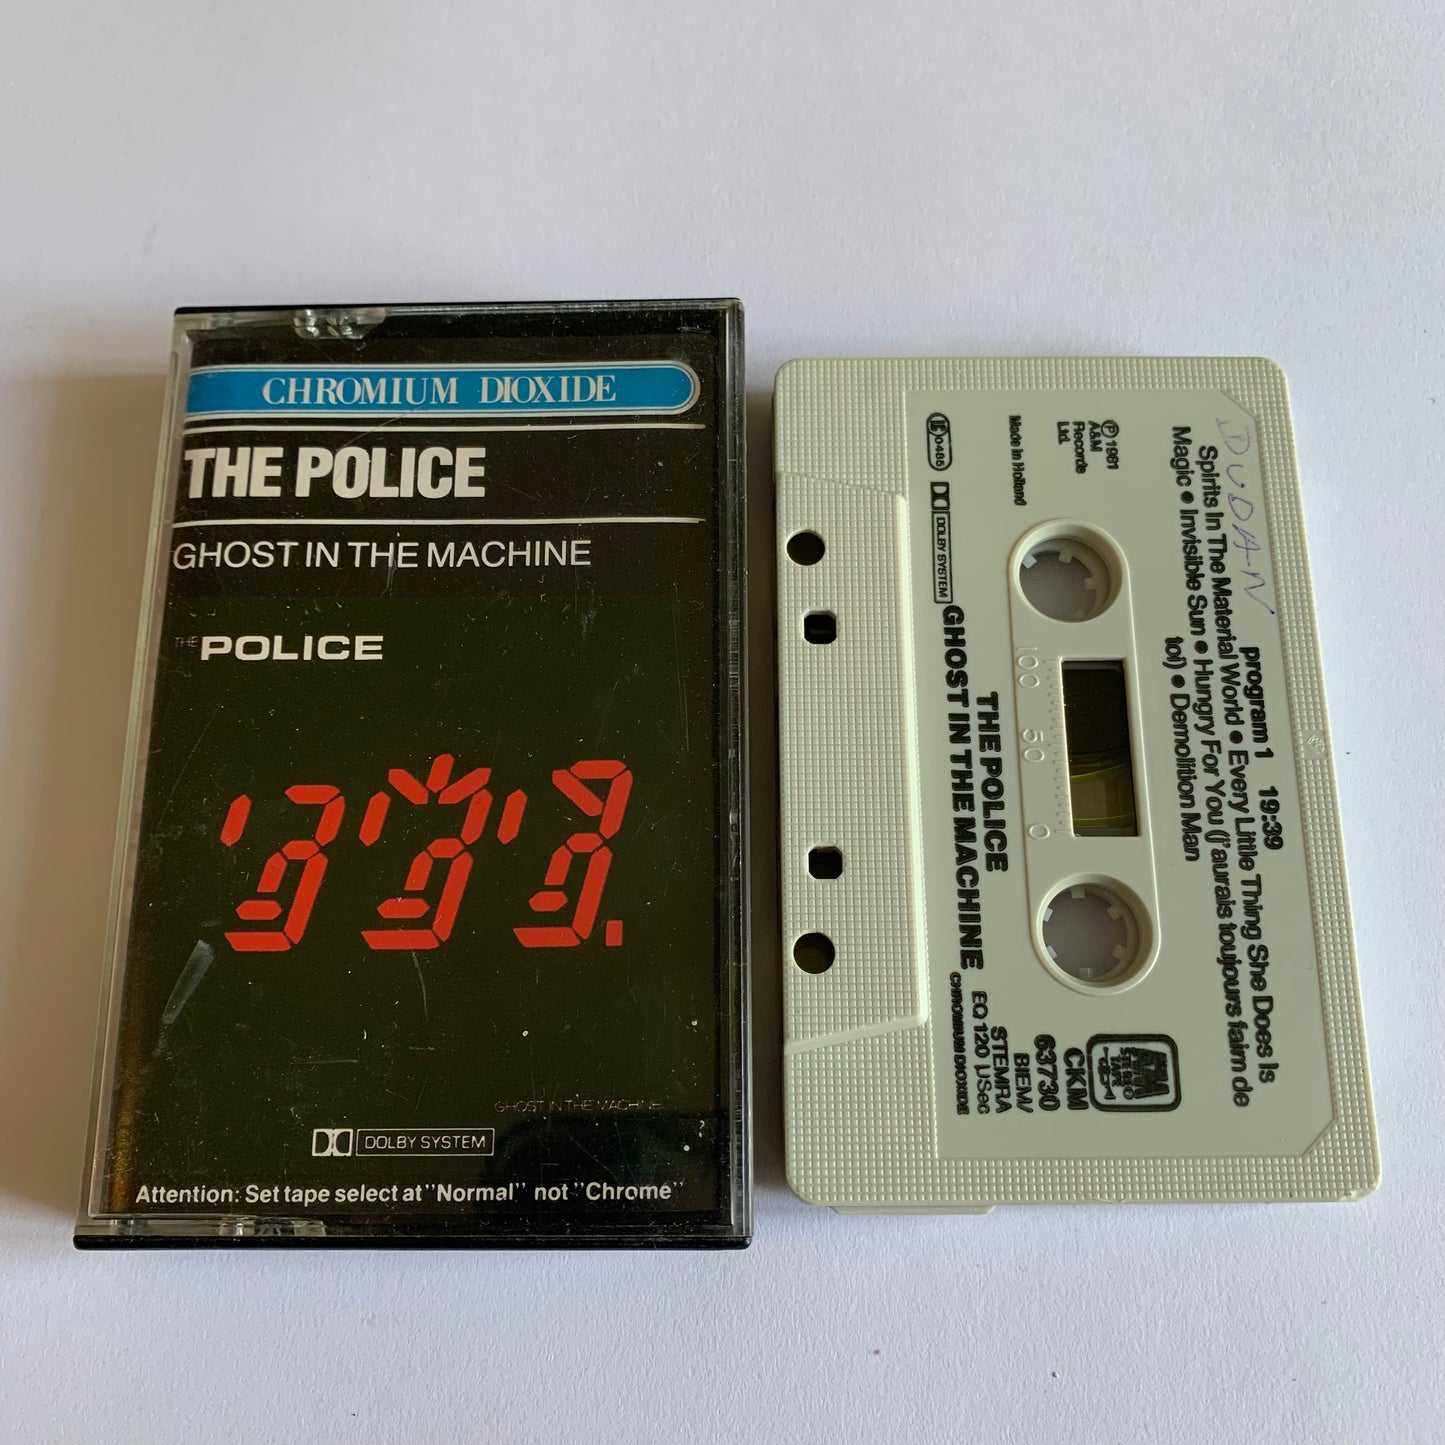 CHROMIUM DIOXIDE
THE POLICE
GHOST IN THE MACHINE
THE POLICE
GHOST IN THE MACHINE
DOLBY SYSTEM
Attention: Set tape select at "Normal" not "Chrome"
DUDAN
program 1 19:39
Spirits In The Material World • Every Little Thing She Does Is
Magic • Invisible Sun • Hungry For You (j'aurais toujours faim de
toi) • Demolition Man
℗ 1981
A&M
Records
Ltd.
Made in Holland
0485
DOLBY SYSTEM
100 50 0
THE POLICE
GHOST IN THE MACHINE
STEREO
TAPE
CKM
63730
BIEM/
STEMRA
EQ 120 µSec
CHROMIUM DIOXIDE